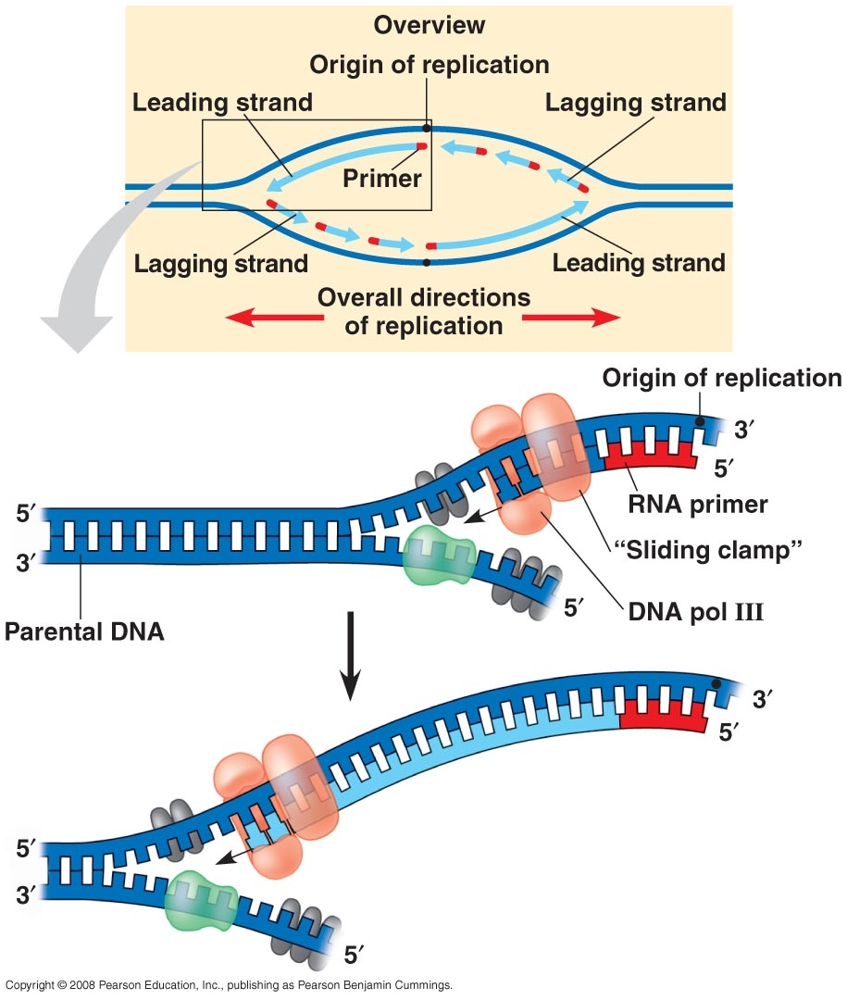 Overview
Origin of replication
Leading strand
Lagging strand
Primer
Lagging strand
Leading strand
Overall directions
of replication
Origin of replication
3′
5′
RNA primer
5′
“Sliding clamp”
3′
5′
DNA pol III
Parental DNA
3′
5′
5′
3′
5′
Copyright © 2008 Pearson Education, Inc., publishing as Pearson Benjamin Cummings.